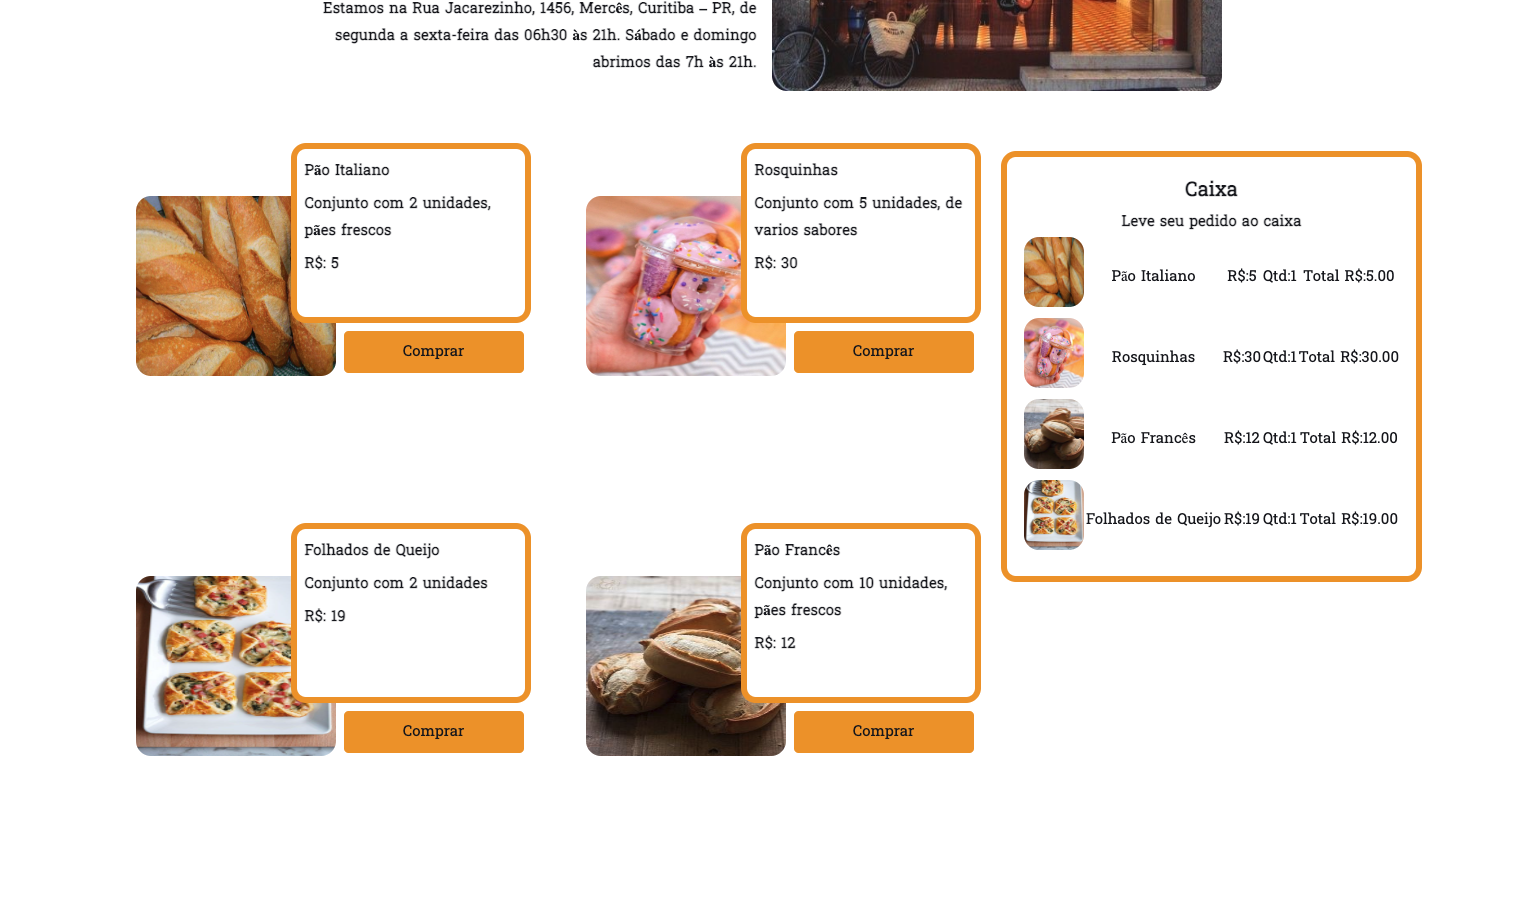 Estamos na Rua Jacarezinho, 1456, Mercês, Curitiba – PR, de
segunda a sexta-feira das 06h30 às 21h. Sábado e domingo
abrimos das 7h às 21h.
Pão Italiano
Conjunto com 2 unidades,
pães frescos
R$: 5
Comprar
Rosquinhas
Conjunto com 5 unidades, de
varios sabores
R$: 30
Comprar
Folhados de Queijo
Conjunto com 2 unidades
R$: 19
Comprar
Pão Francês
Conjunto com 10 unidades,
pães frescos
R$: 12
Comprar
Caixa
Leve seu pedido ao caixa
Pão Italiano R$:5 Qtd:1 Total R$:5.00
Rosquinhas R$:30 Qtd:1 Total R$:30.00
Pão Francês R$:12 Qtd:1 Total R$:12.00
Folhados de Queijo R$:19 Qtd:1 Total R$:19.00